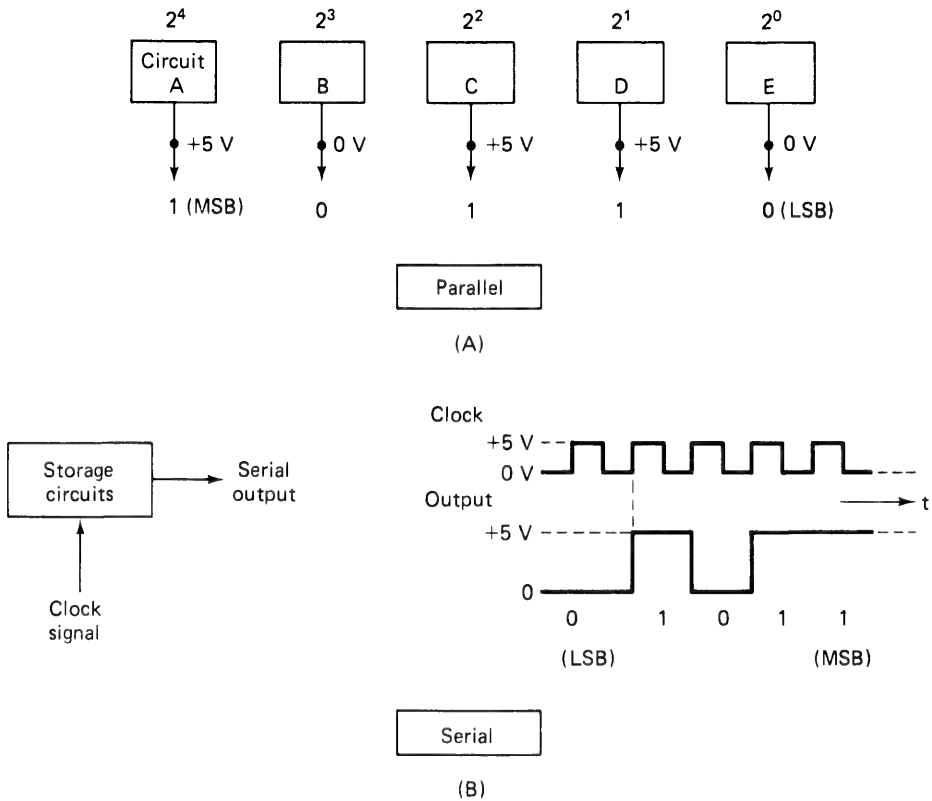 2⁴ 2³ 2² 2¹ 2⁰
Circuit
A B C D E
+5 V 0 V +5 V +5 V 0 V
1 (MSB) 0 1 1 0 (LSB)
Parallel
(A)
Clock
+5 V
0 V
Storage
circuits
Serial
output
Output
t
+5 V
0
Clock
signal
0 1 0 1 1
(LSB) (MSB)
Serial
(B)